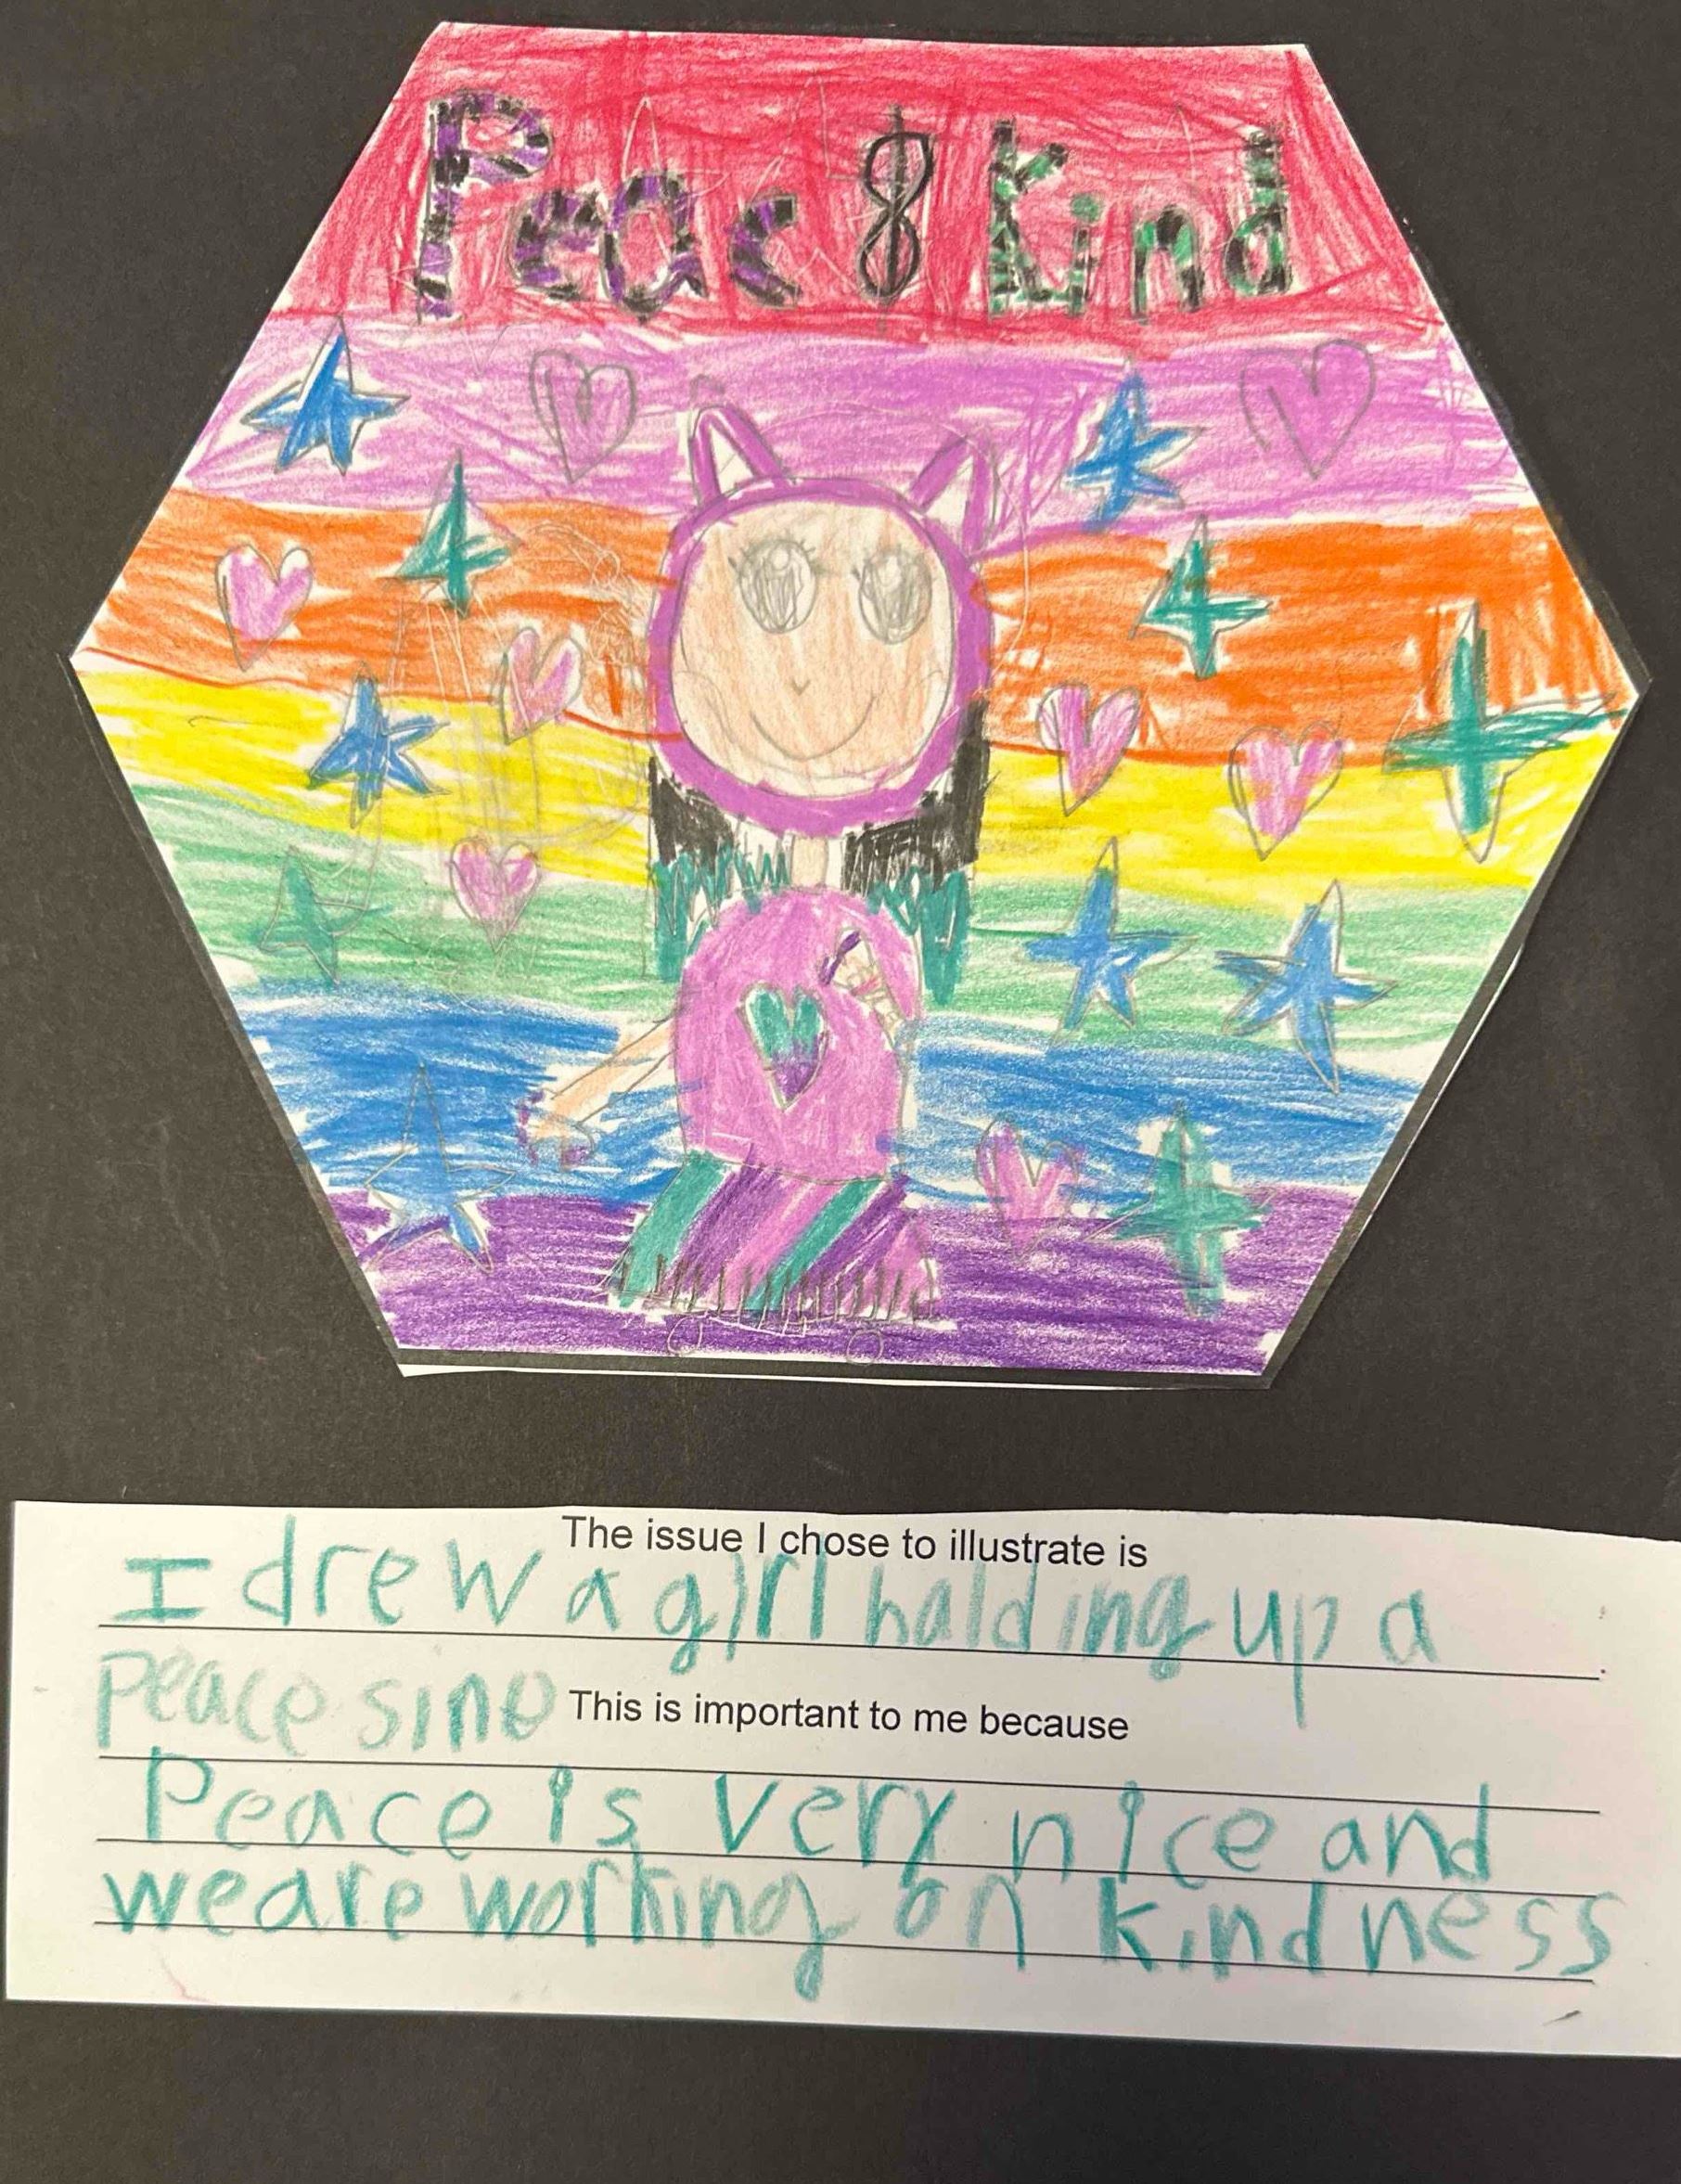 Peac & Kind
The issue I chose to illustrate is
I drew a girl halding up a
.
peace sine This is important to me because
Peace is very nice and
we are working on kindness